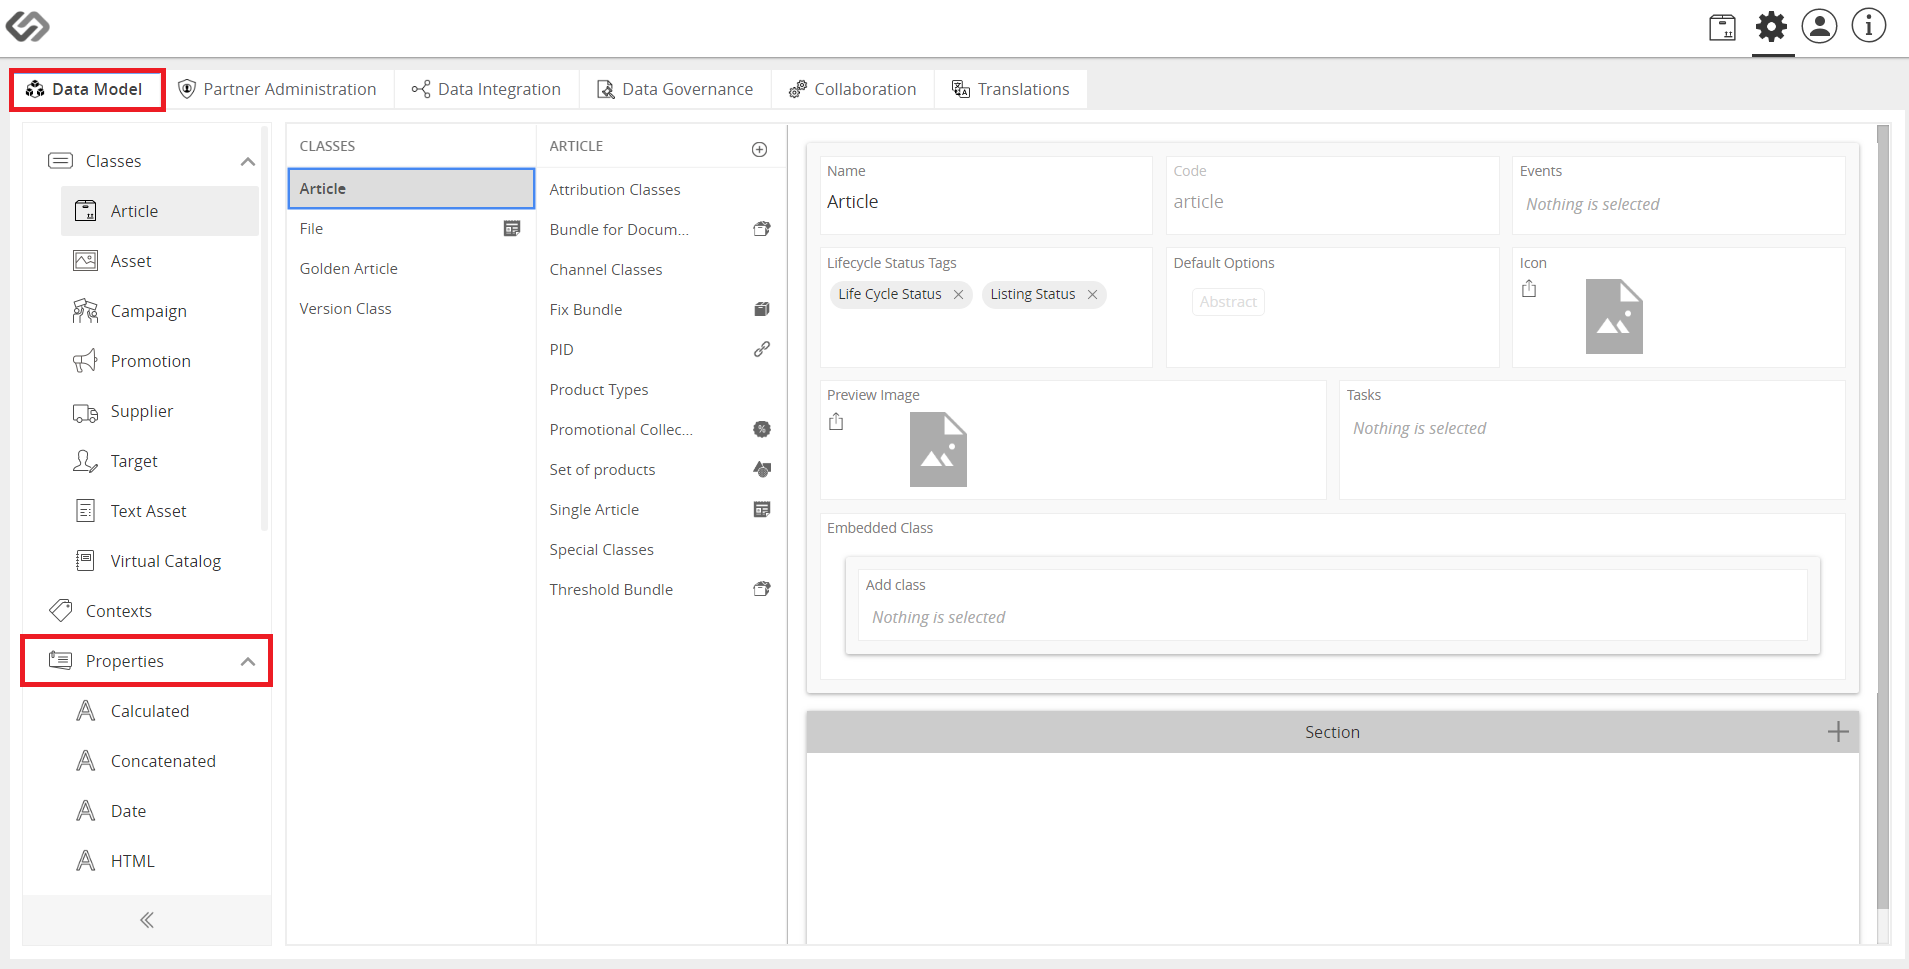 Data Model
Partner Administration
Data Integration
Data Governance
Collaboration
Translations
Classes
Article
Asset
Campaign
Promotion
Supplier
Target
Text Asset
Virtual Catalog
Contexts
Properties
Calculated
Concatenated
Date
HTML
CLASSES
Article
File
Golden Article
Version Class
ARTICLE
Attribution Classes
Bundle for Docum...
Channel Classes
Fix Bundle
PID
Product Types
Promotional Collec...
Set of products
Single Article
Special Classes
Threshold Bundle
Name
Article
Code
article
Events
Nothing is selected
Lifecycle Status Tags
Life Cycle Status
Listing Status
Default Options
Abstract
Icon
Preview Image
Tasks
Nothing is selected
Embedded Class
Add class
Nothing is selected
Section